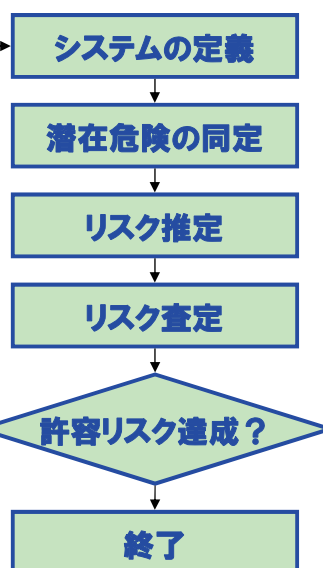 システムの定義
潜在危険の同定
リスク推定
リスク査定
許容リスク達成？
終了